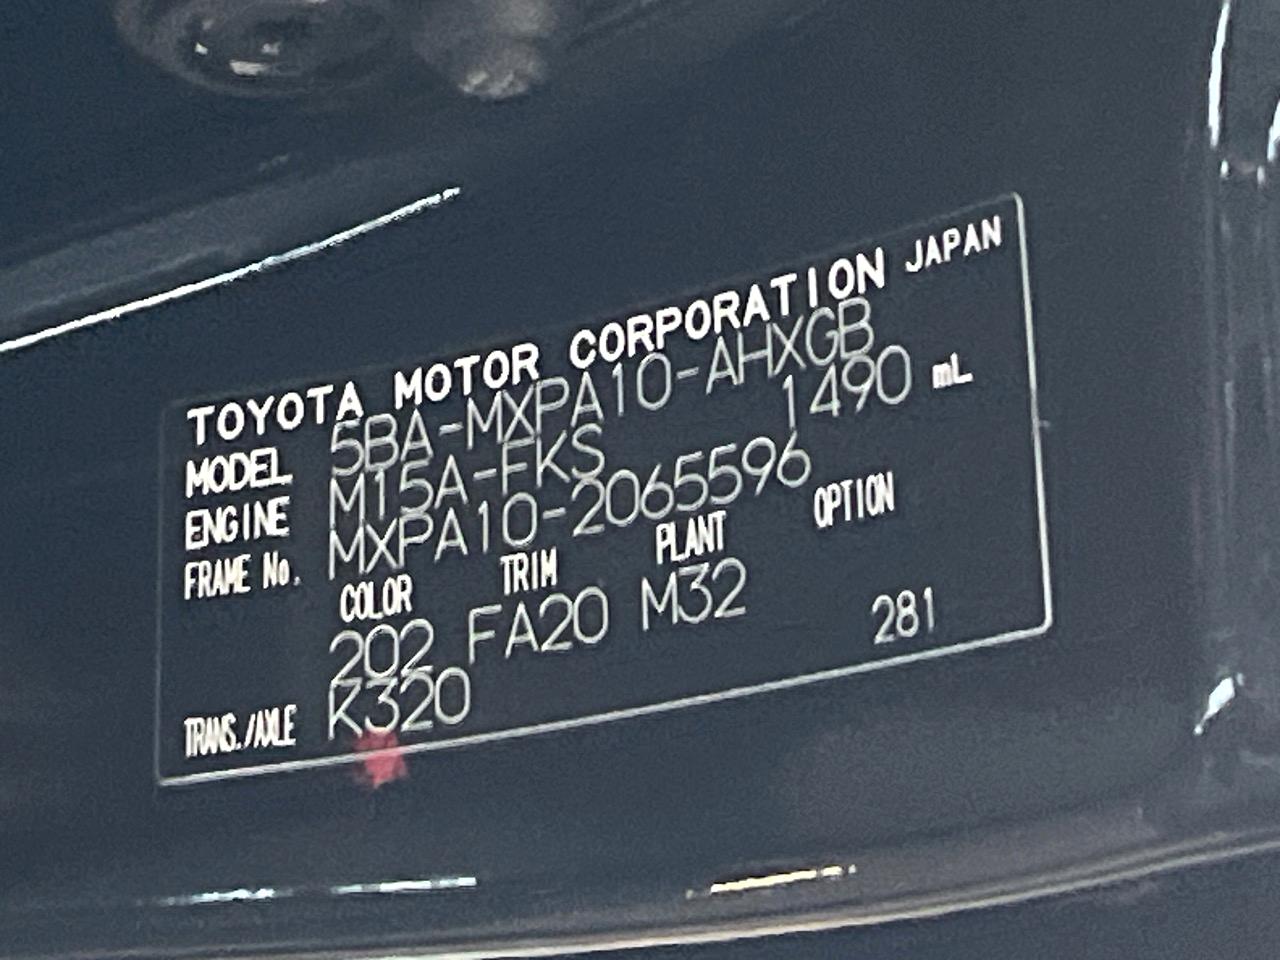 TOYOTA MOTOR CORPORATION JAPAN
MODEL 5BA-MXPA10-AHXGB
ENGINE M15A-FKS 1490 mL
FRAME No. MXPA10-2065596
COLOR TRIM PLANT OPTION
202 FA20 M32
TRANS./AXLE K320 281